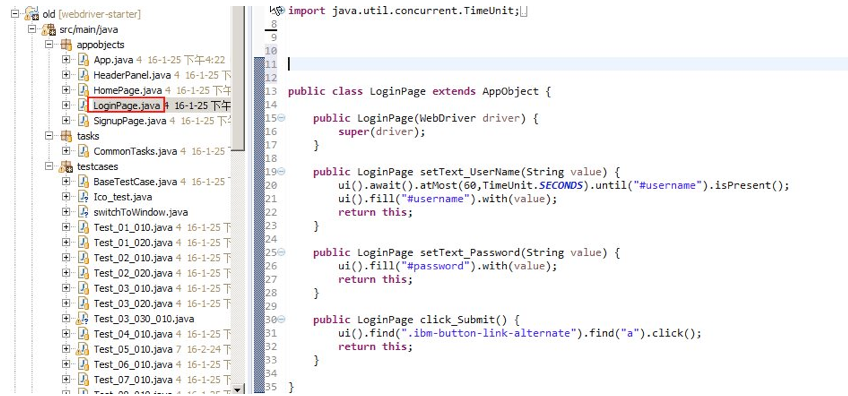 old [webdriver-starter]
src/main/java
appobjects
App.java 4 16-1-25 下午4:22
HeaderPanel.java 4 16-1-25 下
HomePage.java 4 16-1-25 下午
LoginPage.java 4 16-1-25 下午
SignupPage.java 4 16-1-25 下
tasks
CommonTasks.java 4 16-1-25
testcases
BaseTestCase.java 4 16-1-25
Ico_test.java
switchToWindow.java
Test_01_010.java 4 16-1-25 下
Test_01_020.java 4 16-1-25 下
Test_02_010.java 4 16-1-25 下
Test_02_020.java 4 16-1-25 下
Test_03_010.java 4 16-1-25 下
Test_03_020.java 4 16-1-25 下
Test_03_030_010.java
Test_04_010.java 4 16-1-25 下
Test_05_010.java 7 16-2-24 下
Test_06_010.java 4 16-1-25 下
Test_07_010.java 4 16-1-25 下
import java.util.concurrent.TimeUnit;
8
9
10
11
12
13 public class LoginPage extends AppObject {
14
15 public LoginPage(WebDriver driver) {
16 super(driver);
17 }
18
19 public LoginPage setText_UserName(String value) {
20 ui().await().atMost(60,TimeUnit.SECONDS).until("#username").isPresent();
21 ui().fill("#username").with(value);
22 return this;
23 }
24
25 public LoginPage setText_Password(String value) {
26 ui().fill("#password").with(value);
27 return this;
28 }
29
30 public LoginPage click_Submit() {
31 ui().find(".ibm-button-link-alternate").find("a").click();
32 return this;
33 }
34
35 }